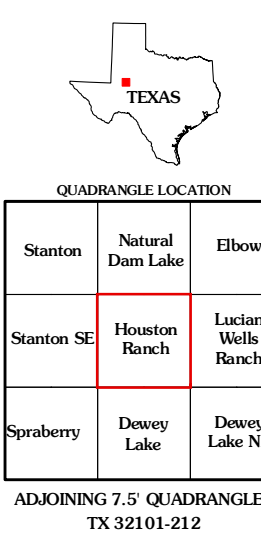 TEXAS
QUADRANGLE LOCATION
Stanton
Natural
Dam Lake
Elbow
Stanton SE
Houston
Ranch
Lucian
Wells
Ranch
Spraberry
Dewey
Lake
Dewey
Lake N
ADJOINING 7.5' QUADRANGLE
TX 32101-212